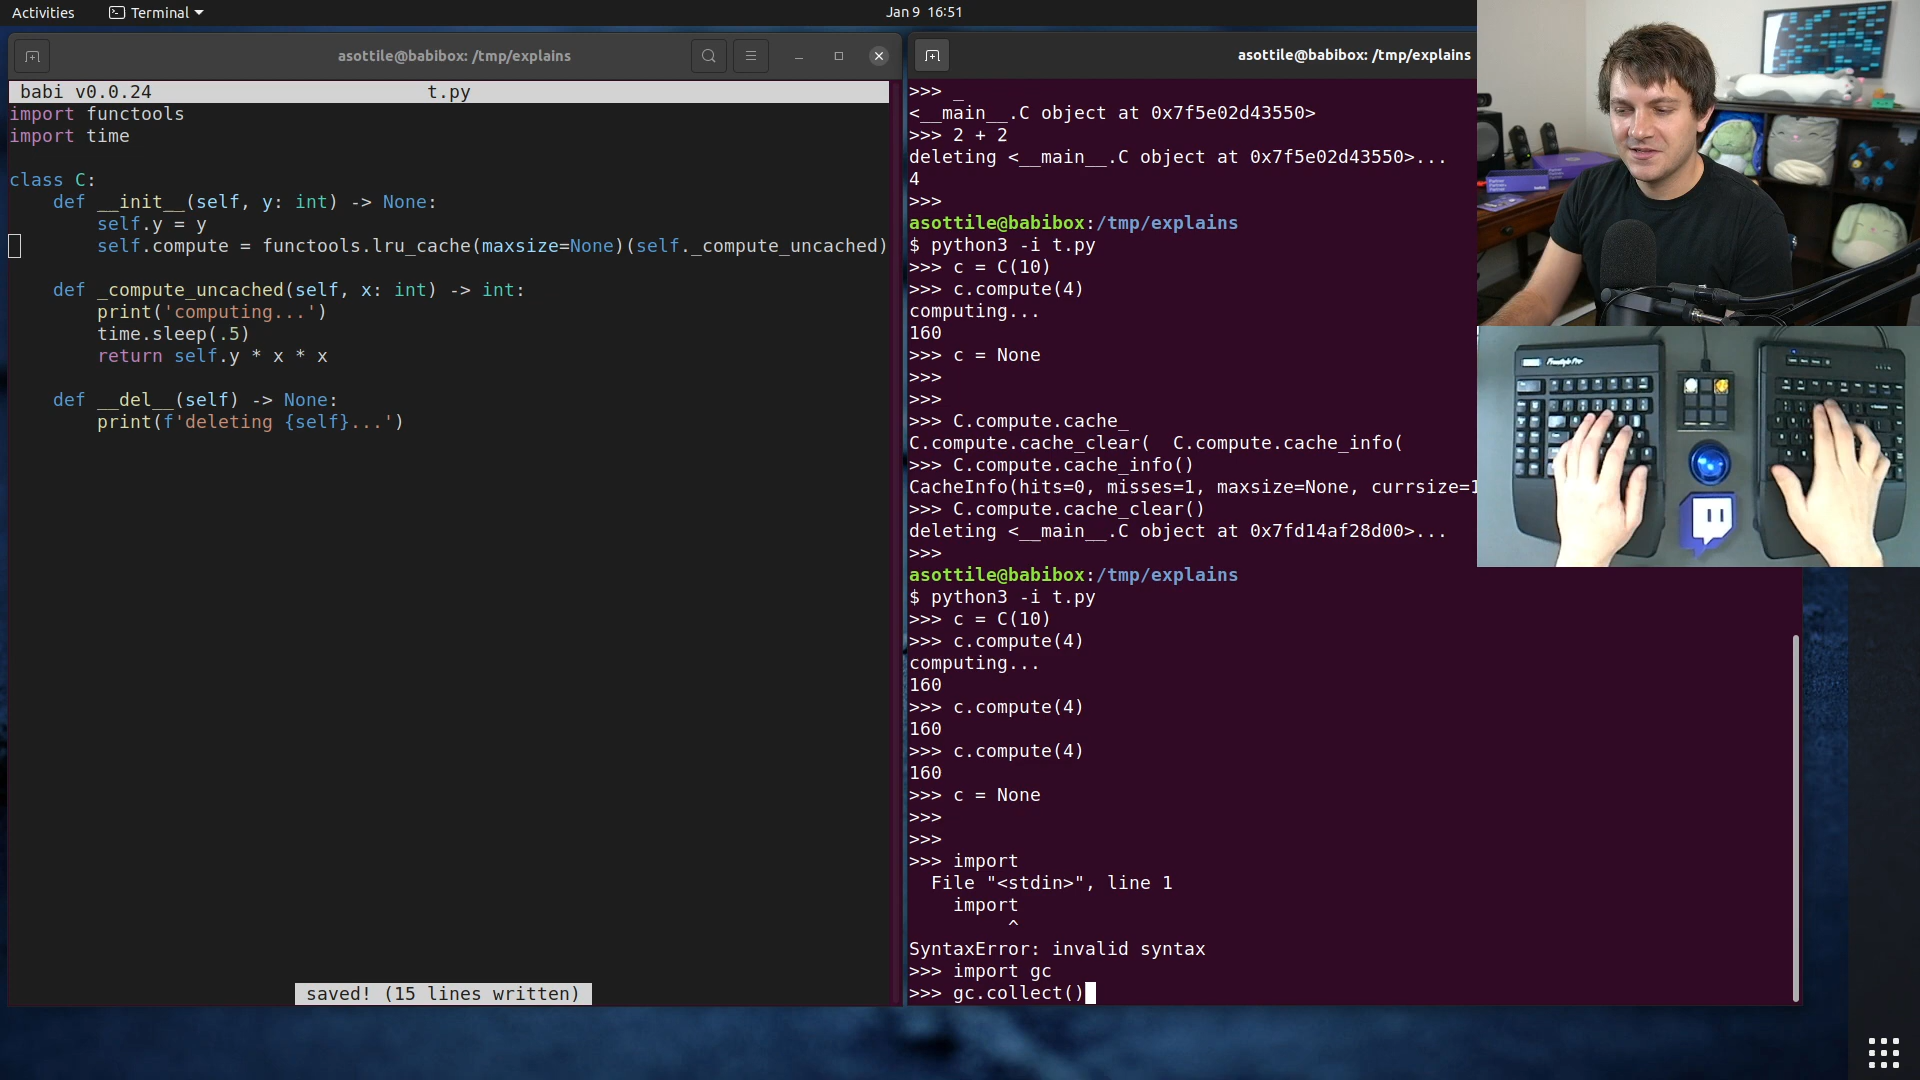 Activities
Terminal
Jan 9 16:51
asottile@babibox: /tmp/explains
babi v0.0.24 t.py
import functools
import time
class C:
    def __init__(self, y: int) -> None:
        self.y = y
        self.compute = functools.lru_cache(maxsize=None)(self._compute_uncached)
    def _compute_uncached(self, x: int) -> int:
        print('computing...')
        time.sleep(.5)
        return self.y * x * x
    def __del__(self) -> None:
        print(f'deleting {self}...')
saved! (15 lines written)
asottile@babibox: /tmp/explains
>>> _
<__main__.C object at 0x7f5e02d43550>
>>> 2 + 2
deleting <__main__.C object at 0x7f5e02d43550>...
4
>>>
asottile@babibox:/tmp/explains
$ python3 -i t.py
>>> c = C(10)
>>> c.compute(4)
computing...
160
>>> c = None
>>>
>>>
>>> C.compute.cache_
C.compute.cache_clear(  C.compute.cache_info(
>>> C.compute.cache_info()
CacheInfo(hits=0, misses=1, maxsize=None, currsize=1
>>> C.compute.cache_clear()
deleting <__main__.C object at 0x7fd14af28d00>...
>>>
asottile@babibox:/tmp/explains
$ python3 -i t.py
>>> c = C(10)
>>> c.compute(4)
computing...
160
>>> c.compute(4)
160
>>> c.compute(4)
160
>>> c = None
>>>
>>>
>>> import
  File "<stdin>", line 1
    import
          ^
SyntaxError: invalid syntax
>>> import gc
>>> gc.collect()
Freestyle Pro